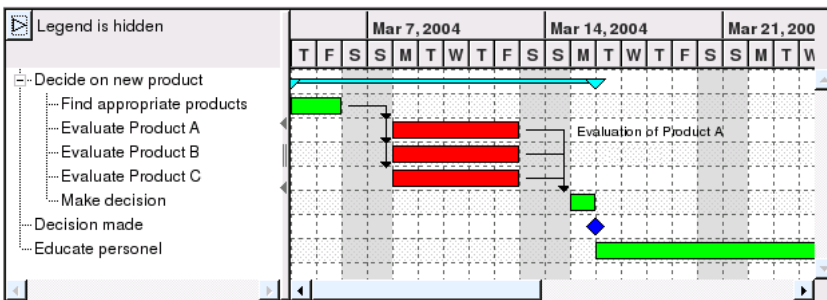 Legend is hidden
Mar 7, 2004 Mar 14, 2004 Mar 21, 200
T F S S M T W T F S S M T W T F S S M T W
Decide on new product
Find appropriate products
Evaluate Product A
Evaluation of Product A
Evaluate Product B
Evaluate Product C
Make decision
Decision made
Educate personel